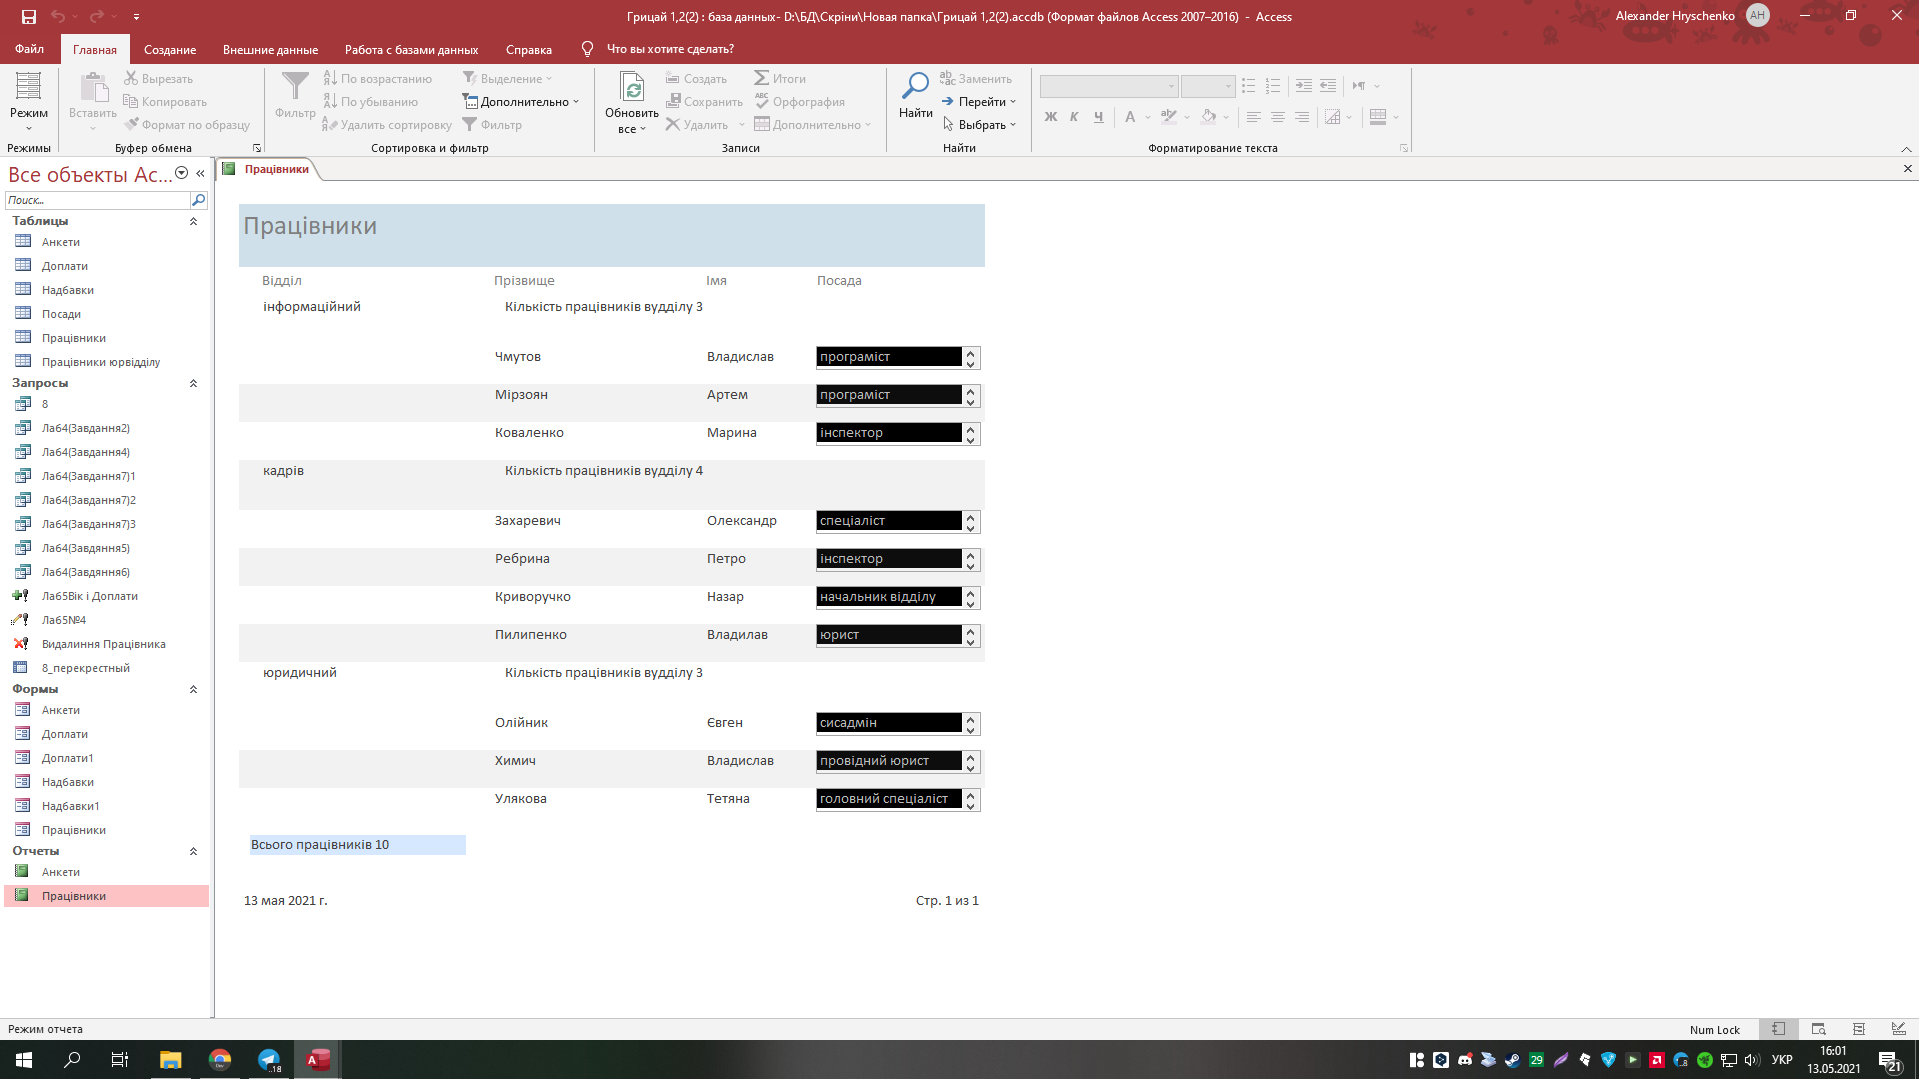 Грицай 1,2(2) : база данных- D:\БД\Скріни\Новая папка\Грицай 1,2(2).accdb (Формат файлов Access 2007–2016) - Access
Alexander Hryschenko
AH
Файл
Главная
Создание
Внешние данные
Работа с базами данных
Справка
Что вы хотите сделать?
Режим
Режимы
Вставить
Вырезать
Копировать
Формат по образцу
Буфер обмена
Фильтр
По возрастанию
По убыванию
Удалить сортировку
Выделение
Дополнительно
Фильтр
Сортировка и фильтр
Обновить
все
Создать
Сохранить
Удалить
Итоги
Орфография
Дополнительно
Записи
Найти
Заменить
Перейти
Выбрать
Найти
Ж К Ч
Форматирование текста
Все объекты Ac...
Поиск...
Таблицы
Анкети
Доплати
Надбавки
Посади
Працівники
Працівники юрвідділу
Запросы
8
Ла64(Завдання2)
Ла64(Завдання4)
Ла64(Завдання7)1
Ла64(Завдання7)2
Ла64(Завдання7)3
Ла64(Завдяння5)
Ла64(Завдяння6)
Ла65Вік і Доплати
Ла65№4
Видалиння Працівника
8_перекрестный
Формы
Анкети
Доплати
Доплати1
Надбавки
Надбавки1
Працівники
Отчеты
Анкети
Працівники
Працівники
Працівники
Відділ Прізвище Імя Посада
інформаційний Кількість працівників вудділу 3
Чмутов Владислав програміст
Мірзоян Артем програміст
Коваленко Марина інспектор
кадрів Кількість працівників вудділу 4
Захаревич Олександр спеціаліст
Ребрина Петро інспектор
Криворучко Назар начальник відділу
Пилипенко Владилав юрист
юридичний Кількість працівників вудділу 3
Олійник Євген сисадмін
Химич Владислав провідний юрист
Улякова Тетяна головний спеціаліст
Всього працівників 10
13 мая 2021 г. Стр. 1 из 1
Режим отчета
Num Lock
29
УКР
16:01
13.05.2021
21